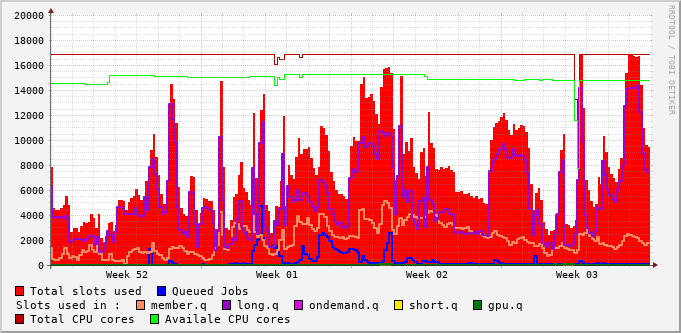 20000
18000
16000
14000
12000
10000
8000
6000
4000
2000
0
Week 52 Week 01 Week 02 Week 03
RRDTOOL / TOBI OETIKER
Total slots used Queued Jobs
Slots used in : member.q long.q ondemand.q short.q gpu.q
Total CPU cores Availale CPU cores